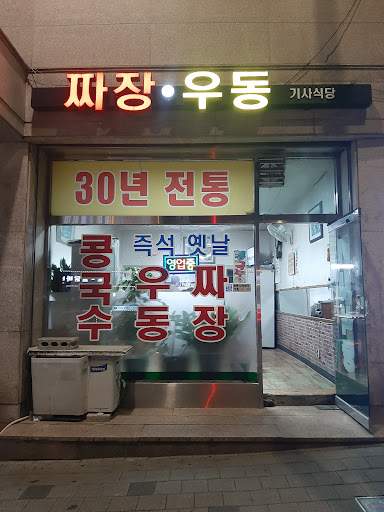 짜장·우동 기사식당
30년 전통
즉석 옛날
영업중
콩국수
우동
짜장